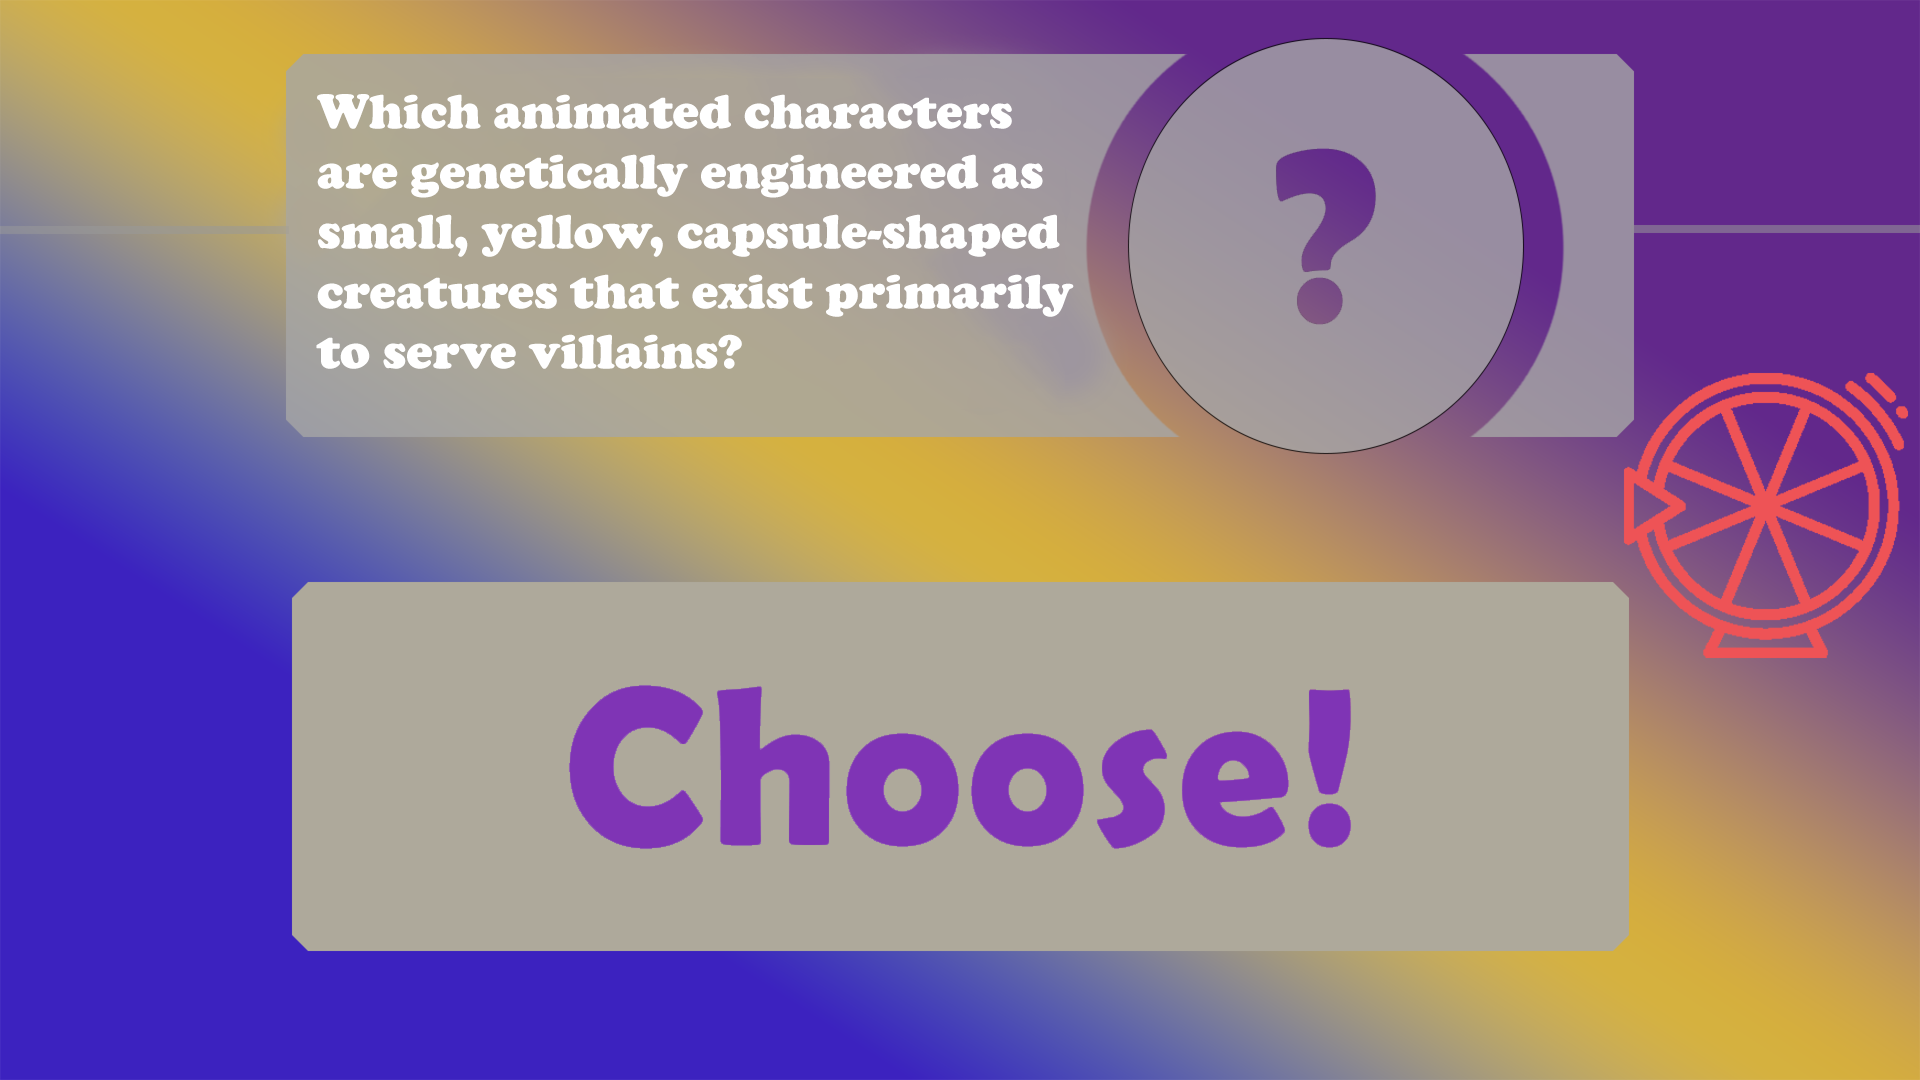 Which animated characters
are genetically engineered as
small, yellow, capsule-shaped
creatures that exist primarily
to serve villains?
?
Choose!